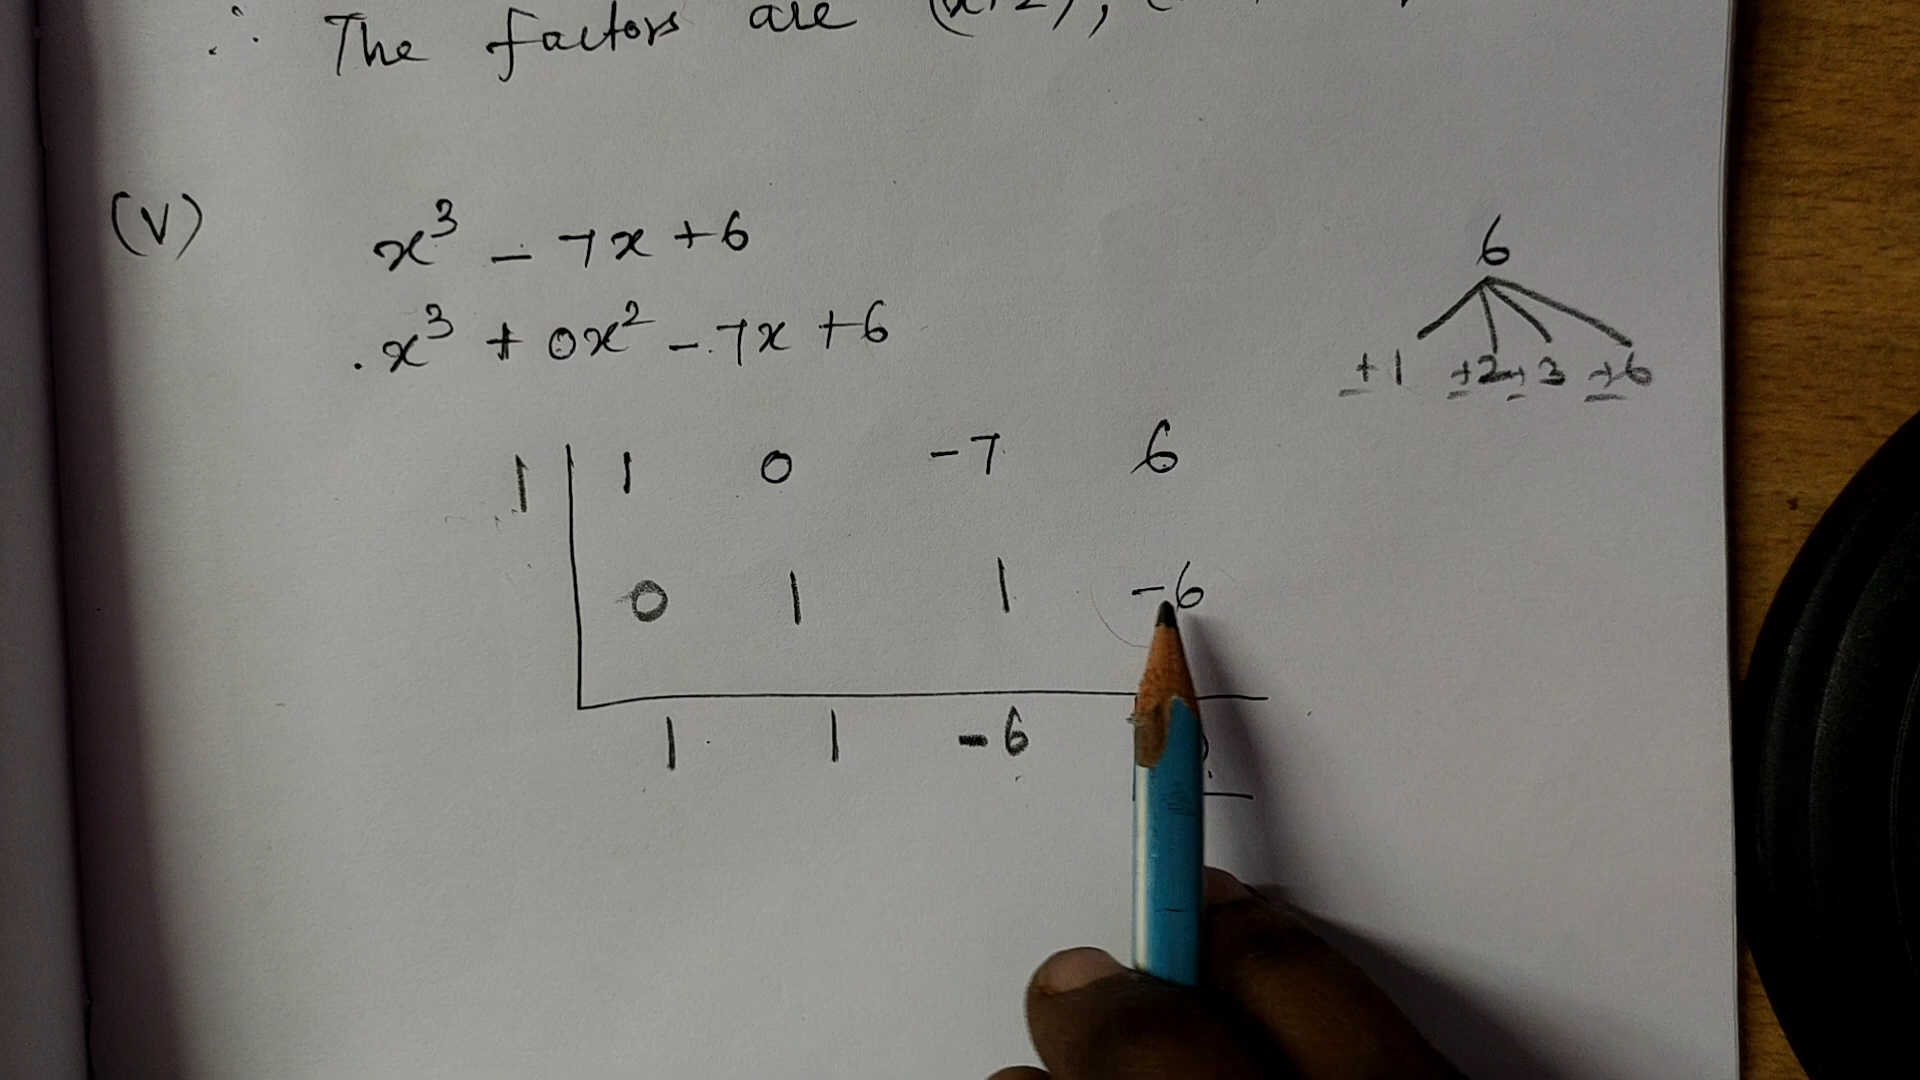 ∴ The factors are (x+2), (
(V) x³ - 7x + 6
x³ + 0x² - 7x + 6
6
±1 ±2 ±3 ±6
1 | 1 0 -7 6
0 1 1 -6
1 1 -6